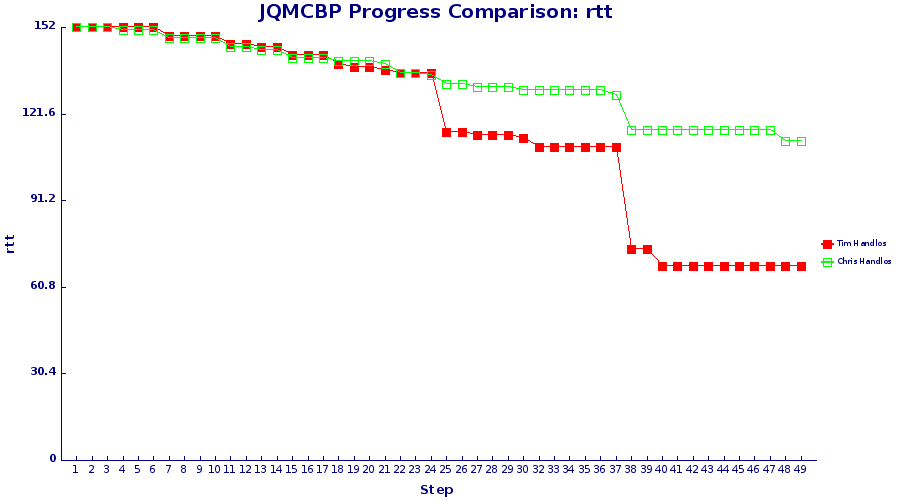 JQMCBP Progress Comparison: rtt
152
121.6
91.2
60.8
30.4
0
rtt
1 2 3 4 5 6 7 8 9 10 11 12 13 14 15 16 17 18 19 20 21 22 23 24 25 26 27 28 29 30 32 33 34 35 36 37 38 39 40 41 42 43 44 45 46 47 48 49
Step
Tim Handlos
Chris Handlos